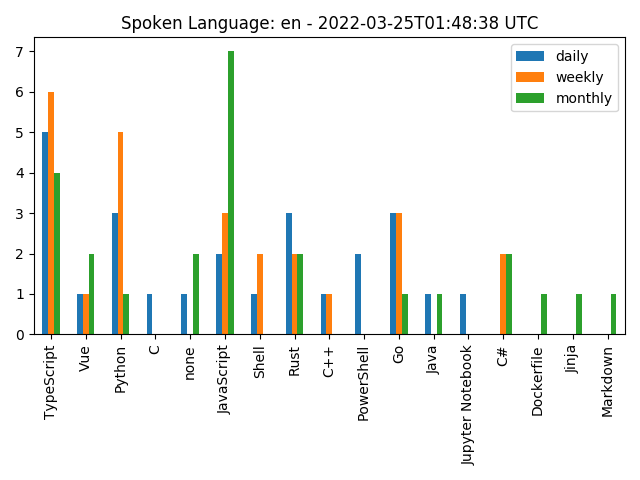 Spoken Language: en - 2022-03-25T01:48:38 UTC
daily
weekly
monthly
7
6
5
4
3
2
1
0
TypeScript
Vue
Python
C
none
JavaScript
Shell
Rust
C++
PowerShell
Go
Java
Jupyter Notebook
C#
Dockerfile
Jinja
Markdown